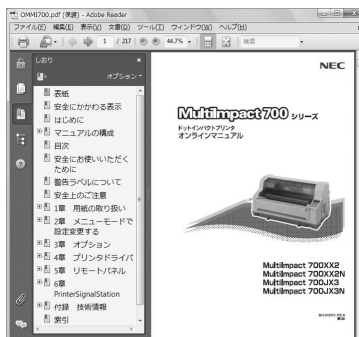 OMM700.pdf (保護) - Adobe Reader
ファイル(F) 編集(E) 表示(V) 文書(D) ツール(T) ウィンドウ(W) ヘルプ(H)
1 / 217 44.7% 検索
しおり
オプション
表紙
安全にかかわる表示
はじめに
マニュアルの構成
目次
安全にお使いいただく
ために
警告ラベルについて
安全上のご注意
1章 用紙の取り扱い
2章 メニューモードで
設定変更する
3章 オプション
4章 プリンタドライバ
5章 リモートパネル
6章
PrinterSignalStation
付録 技術情報
索引
NEC
MultiImpact 700 シリーズ
ドットインパクトプリンタ
オンラインマニュアル
MultiImpact 700XX2
MultiImpact 700XX2N
MultiImpact 700JX3
MultiImpact 700JX3N